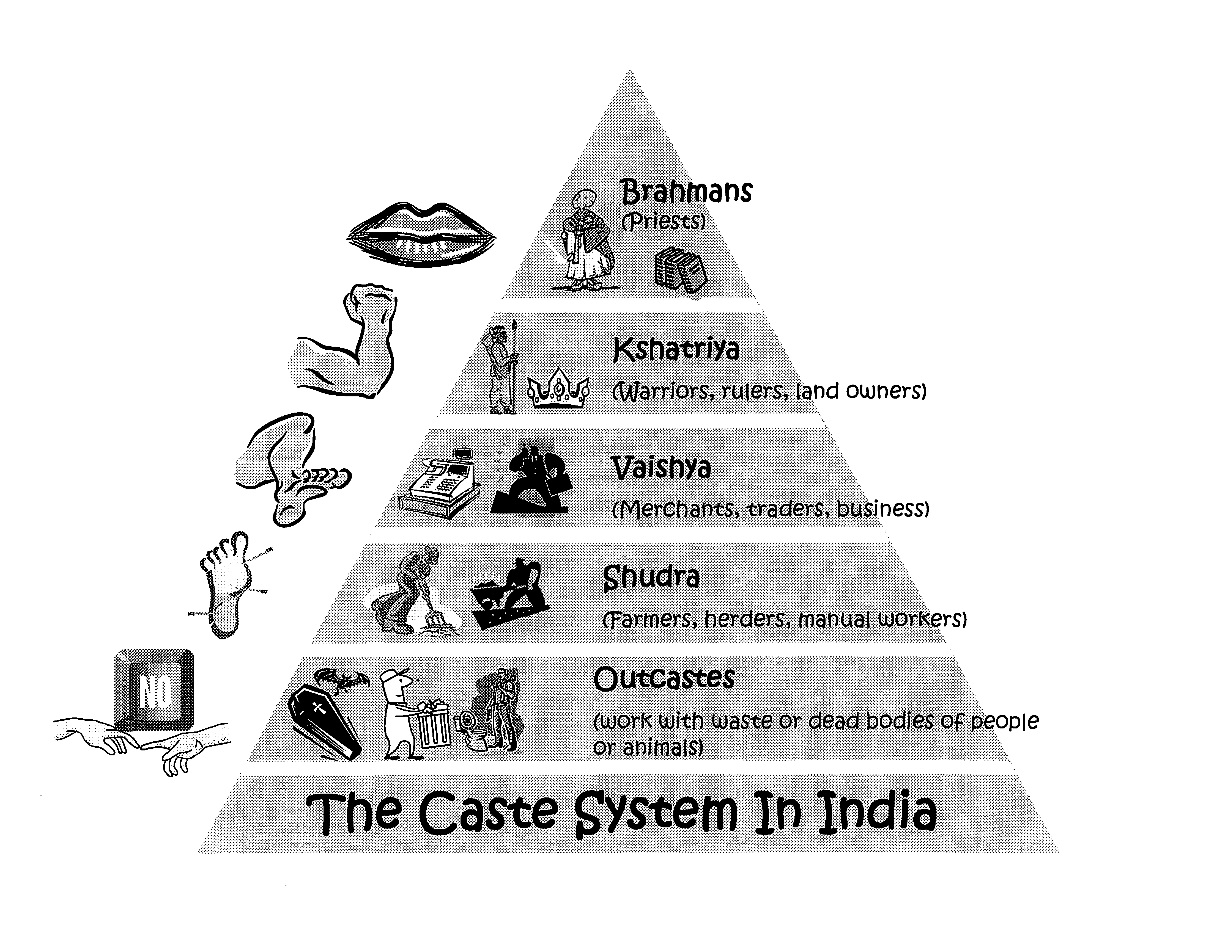 Brahmans
(Priests)
Kshatriya
(Warriors, rulers, land owners)
Vaishya
(Merchants, traders, business)
Shudra
(Farmers, herders, manual workers)
NO
Outcastes
(work with waste or dead bodies of people
or animals)
The Caste System In India